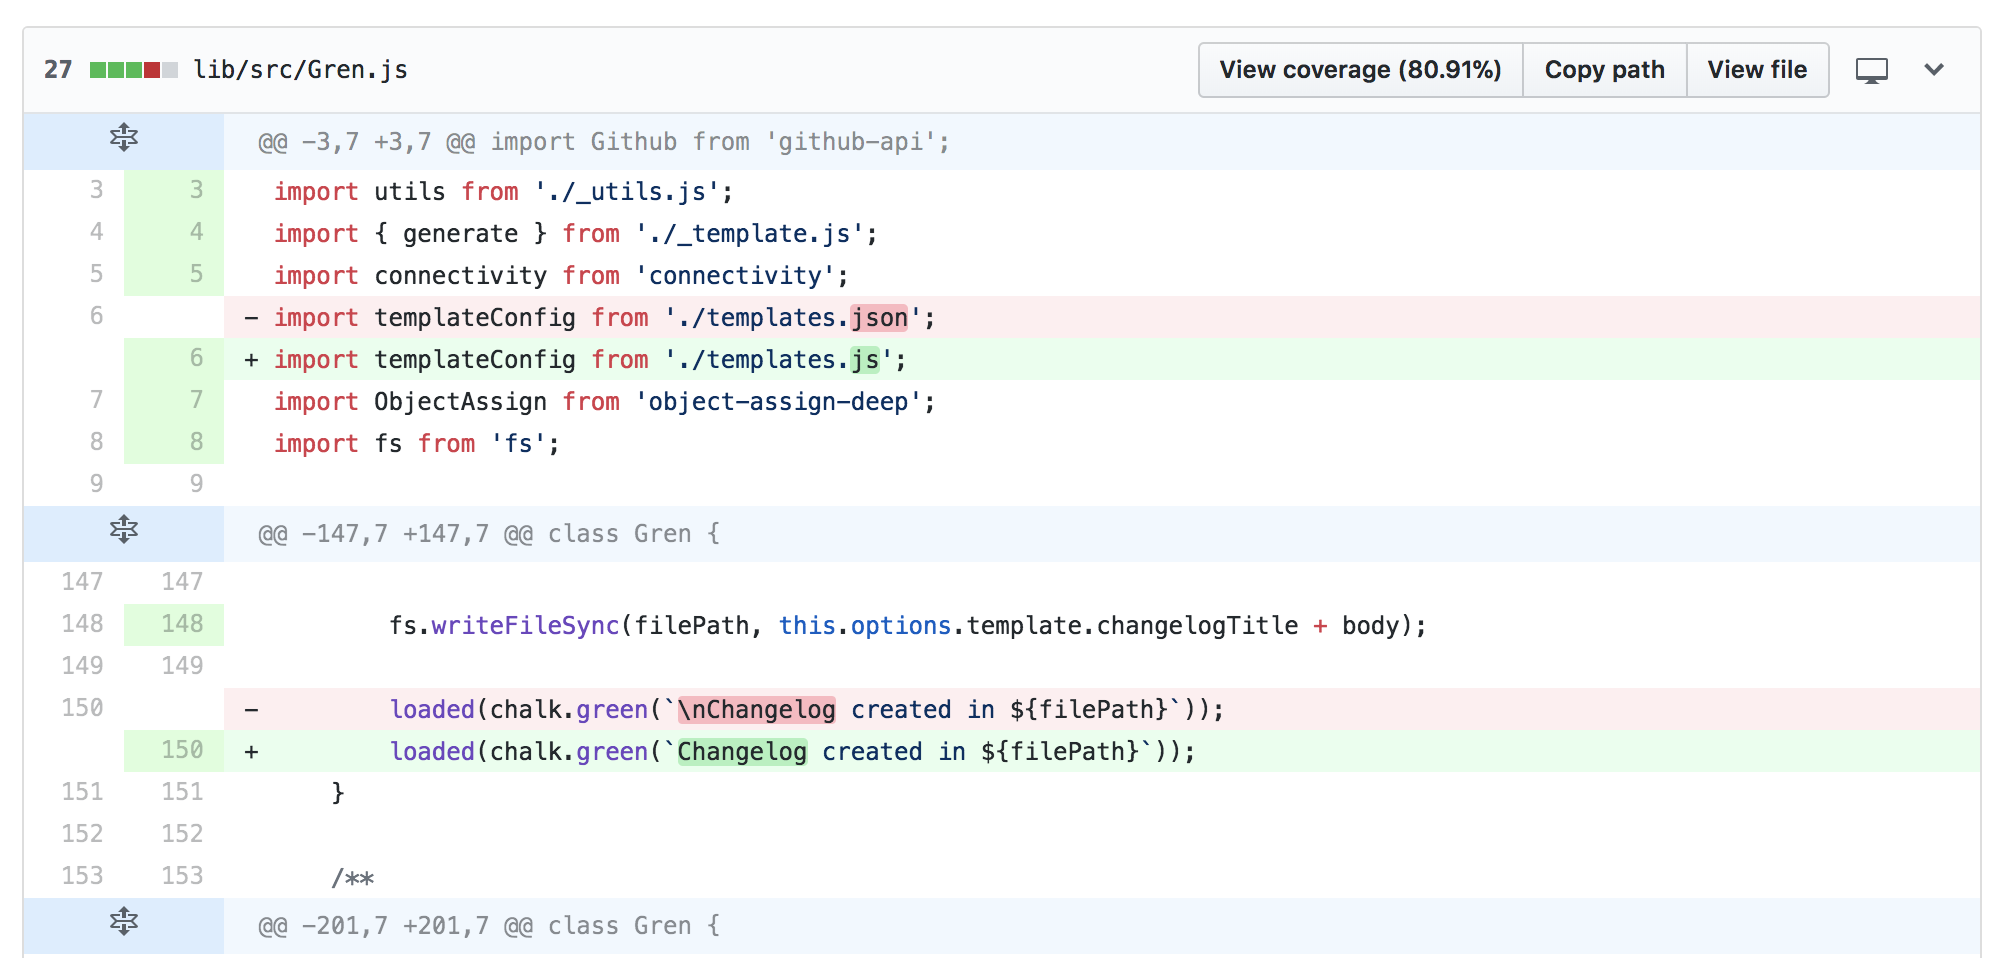 27 lib/src/Gren.js View coverage (80.91%) Copy path View file
@@ -3,7 +3,7 @@ import Github from 'github-api';
3 3 import utils from './_utils.js';
4 4 import { generate } from './_template.js';
5 5 import connectivity from 'connectivity';
6 - import templateConfig from './templates.json';
6 + import templateConfig from './templates.js';
7 7 import ObjectAssign from 'object-assign-deep';
8 8 import fs from 'fs';
9 9
@@ -147,7 +147,7 @@ class Gren {
147 147
148 148 fs.writeFileSync(filePath, this.options.template.changelogTitle + body);
149 149
150 - loaded(chalk.green(`\nChangelog created in ${filePath}`));
150 + loaded(chalk.green(`Changelog created in ${filePath}`));
151 151 }
152 152
153 153 /**
@@ -201,7 +201,7 @@ class Gren {